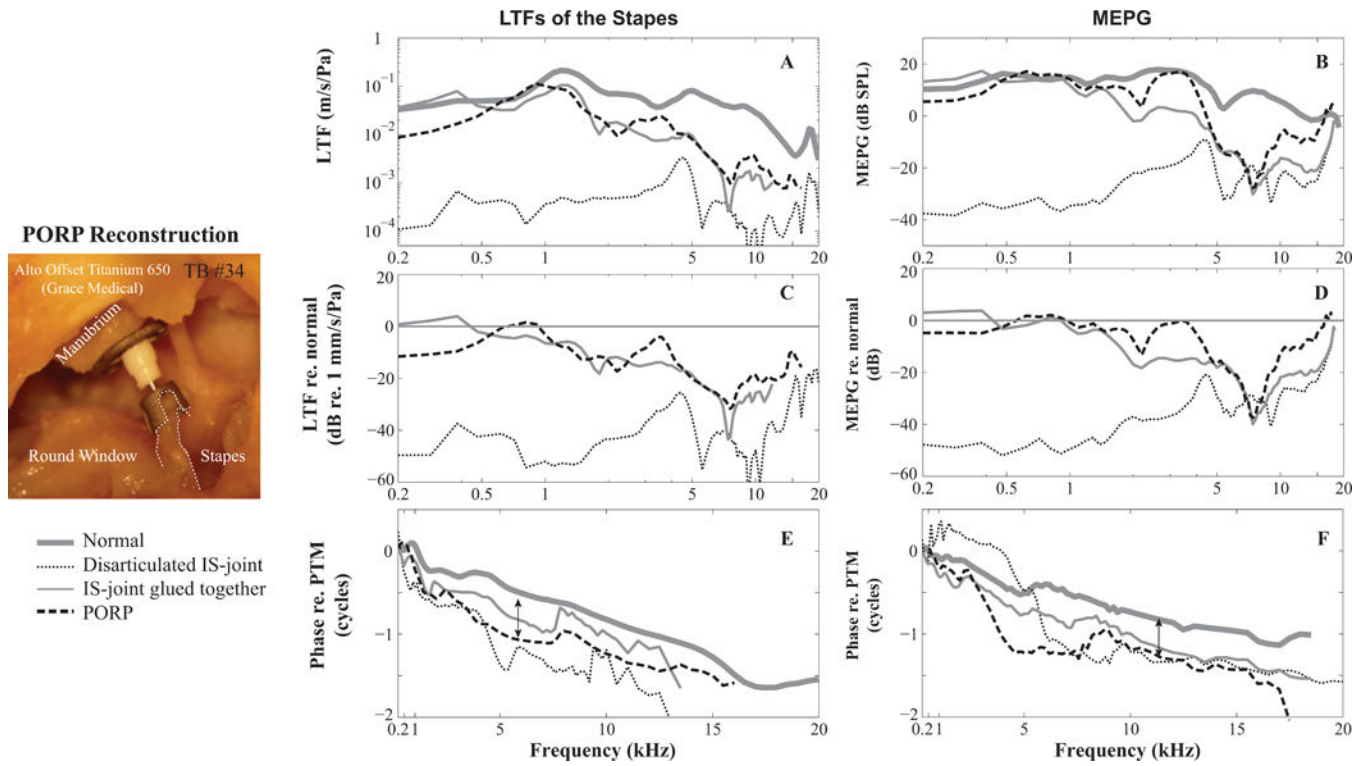 LTFs of the Stapes
MEPG
A
B
LTF (m/s/Pa)
1
10⁻¹
10⁻²
10⁻³
10⁻⁴
0.2 0.5 1 5 10 20
MEPG (dB SPL)
20
0
−20
−40
0.2 0.5 1 5 10 20
PORP Reconstruction
Alto Offset Titanium 650
(Grace Medical)
TB #34
Manubrium
Round Window
Stapes
C
D
LTF re. normal
(dB re. 1 mm/s/Pa)
20
0
−20
−40
−60
0.2 0.5 1 5 10 20
MEPG re. normal
(dB)
20
0
−20
−40
−60
0.2 0.5 1 5 10 20
Normal
Disarticulated IS-joint
IS-joint glued together
PORP
E
F
Phase re. PTM
(cycles)
0
−1
−2
0.2 1 5 10 15 20
Frequency (kHz)
Phase re. PTM
(cycles)
0
−1
−2
0.2 1 5 10 15 20
Frequency (kHz)